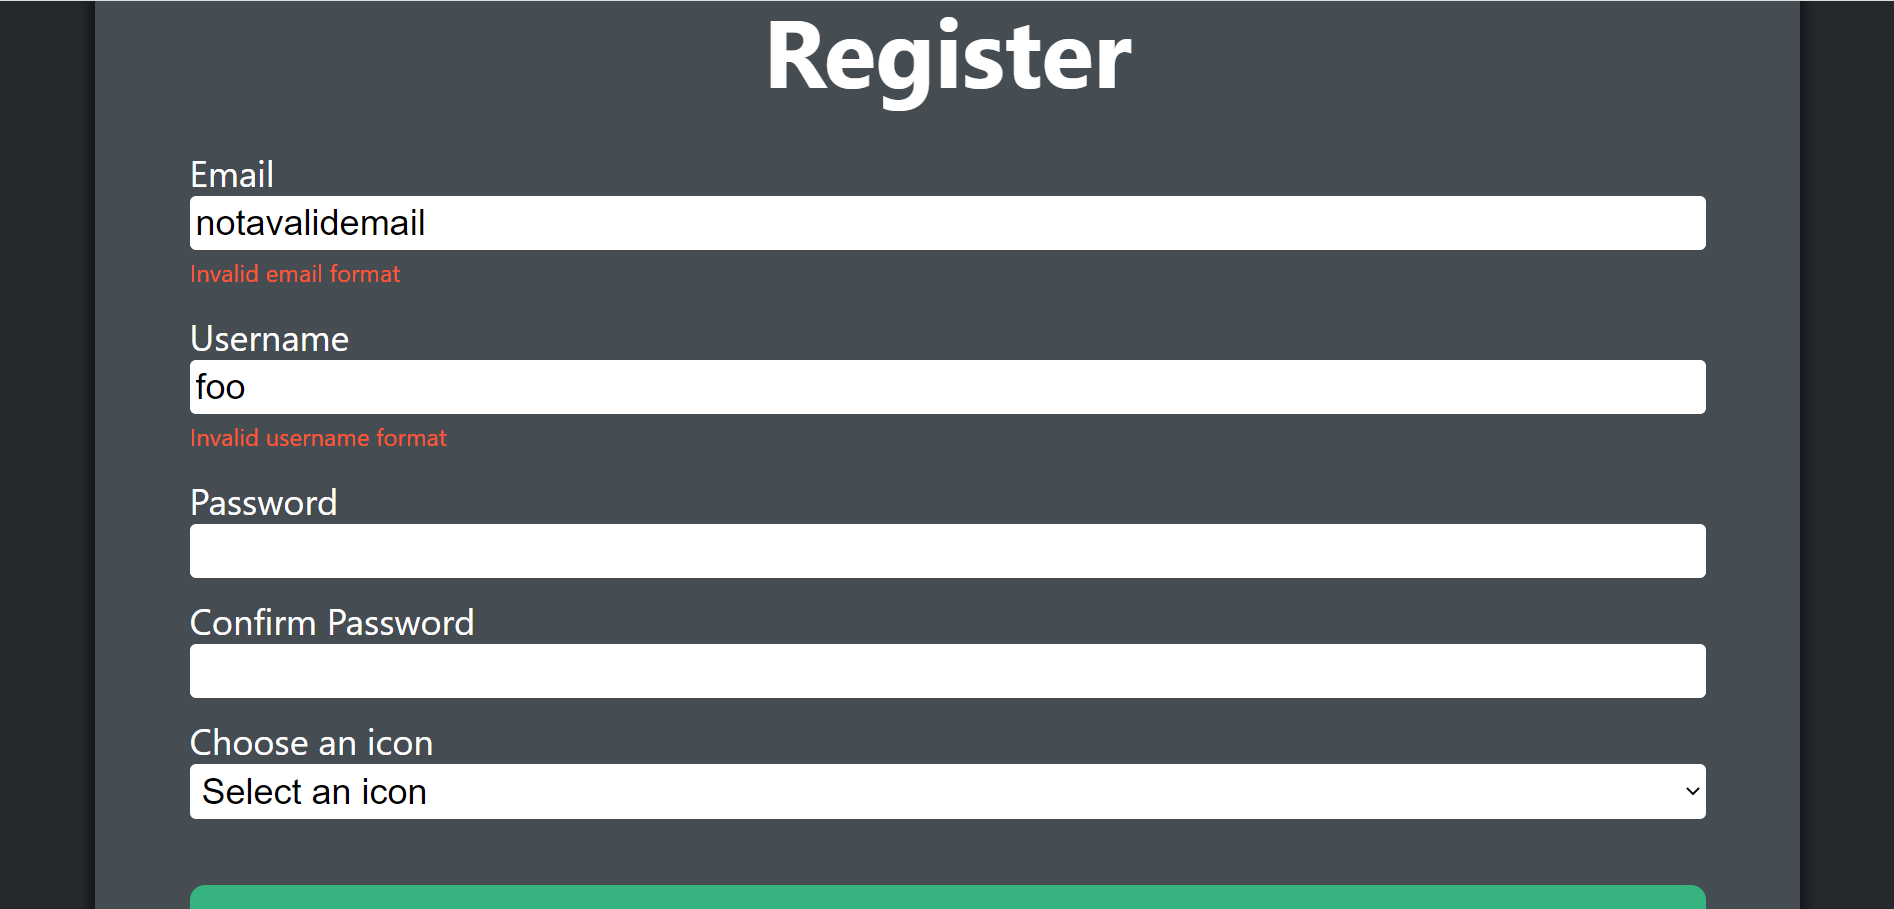 Register
Email
notavalidemail
Invalid email format
Username
foo
Invalid username format
Password
Confirm Password
Choose an icon
Select an icon